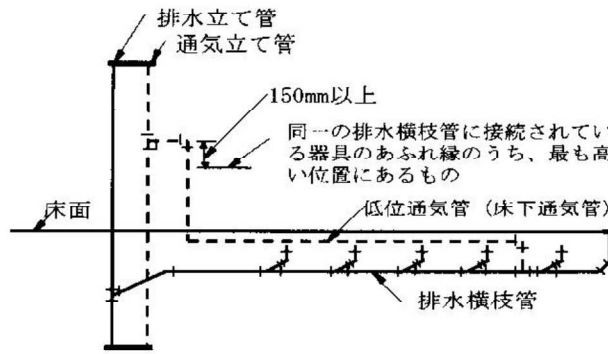 排水立て管
通気立て管
150mm以上
同一の排水横枝管に接続されてい
る器具のあふれ縁のうち、最も高
い位置にあるもの
床面
低位通気管（床下通気管）
排水横枝管